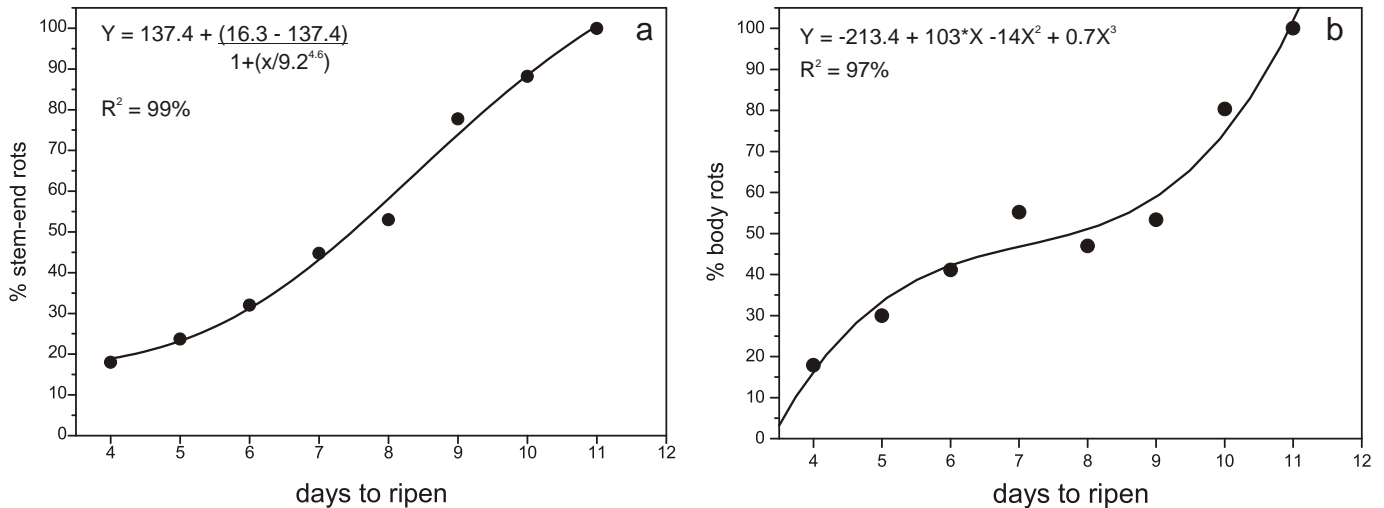 Y = 137.4 + (16.3 - 137.4)
1+(x/9.2^4.6)
R² = 99%
a
% stem-end rots
100
90
80
70
60
50
40
30
20
10
0
4 5 6 7 8 9 10 11 12
days to ripen
Y = -213.4 + 103*X -14X² + 0.7X³
R² = 97%
b
% body rots
100
90
80
70
60
50
40
30
20
10
0
4 5 6 7 8 9 10 11 12
days to ripen